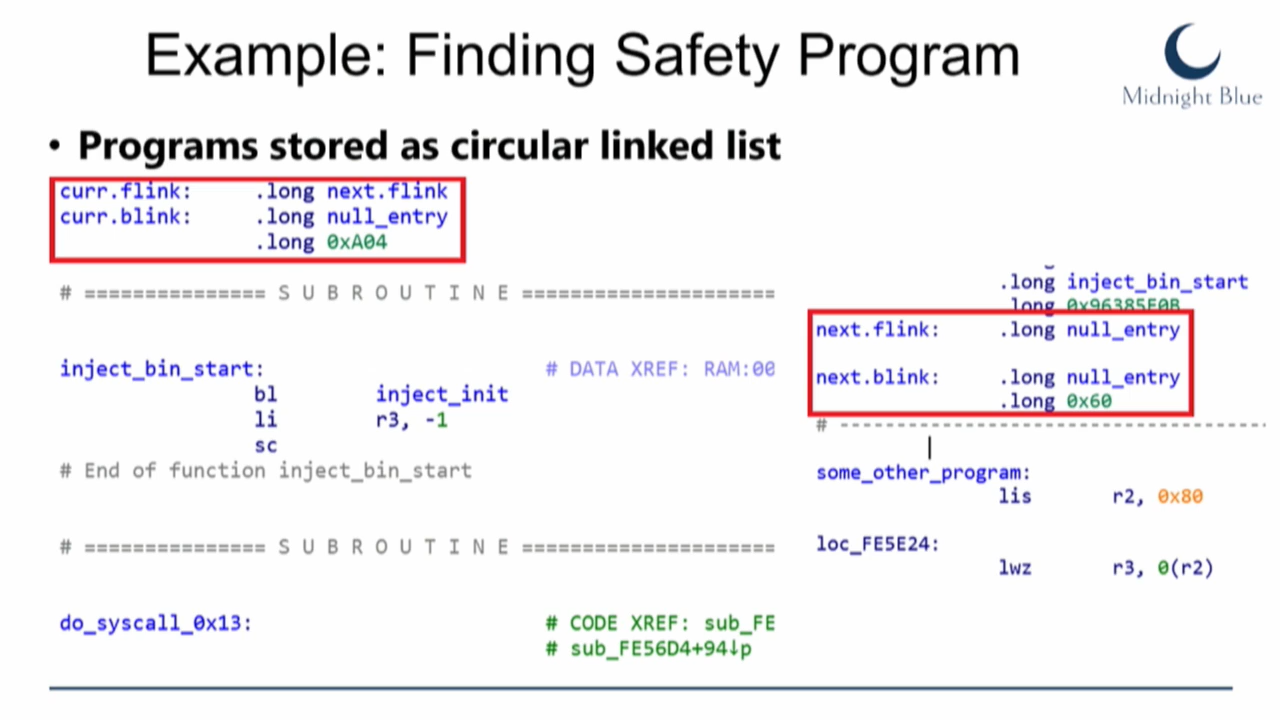 Example: Finding Safety Program
Midnight Blue
• Programs stored as circular linked list
curr.flink: .long next.flink
curr.blink: .long null_entry
.long 0xA04
# =============== S U B R O U T I N E =====================
inject_bin_start: # DATA XREF: RAM:00
bl inject_init
li r3, -1
sc
# End of function inject_bin_start
# =============== S U B R O U T I N E =====================
do_syscall_0x13: # CODE XREF: sub_FE
# sub_FE56D4+94↓p
.long inject_bin_start
.long 0x96385E0B
next.flink: .long null_entry
next.blink: .long null_entry
.long 0x60
# -----------------------------------
some_other_program:
lis r2, 0x80
loc_FE5E24:
lwz r3, 0(r2)